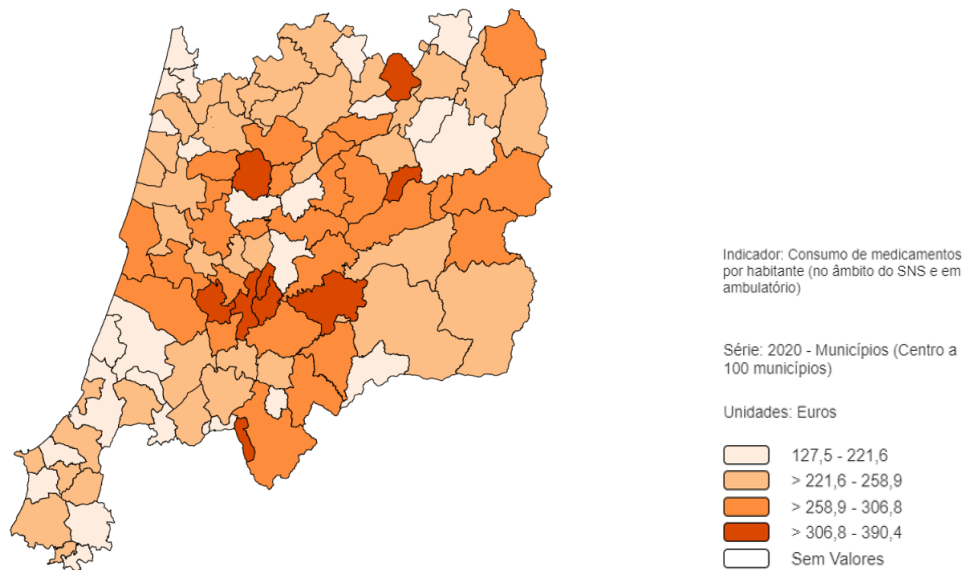 Indicador: Consumo de medicamentos
por habitante (no âmbito do SNS e em
ambulatório)
Série: 2020 - Municípios (Centro a
100 municípios)
Unidades: Euros
127,5 - 221,6
> 221,6 - 258,9
> 258,9 - 306,8
> 306,8 - 390,4
Sem Valores